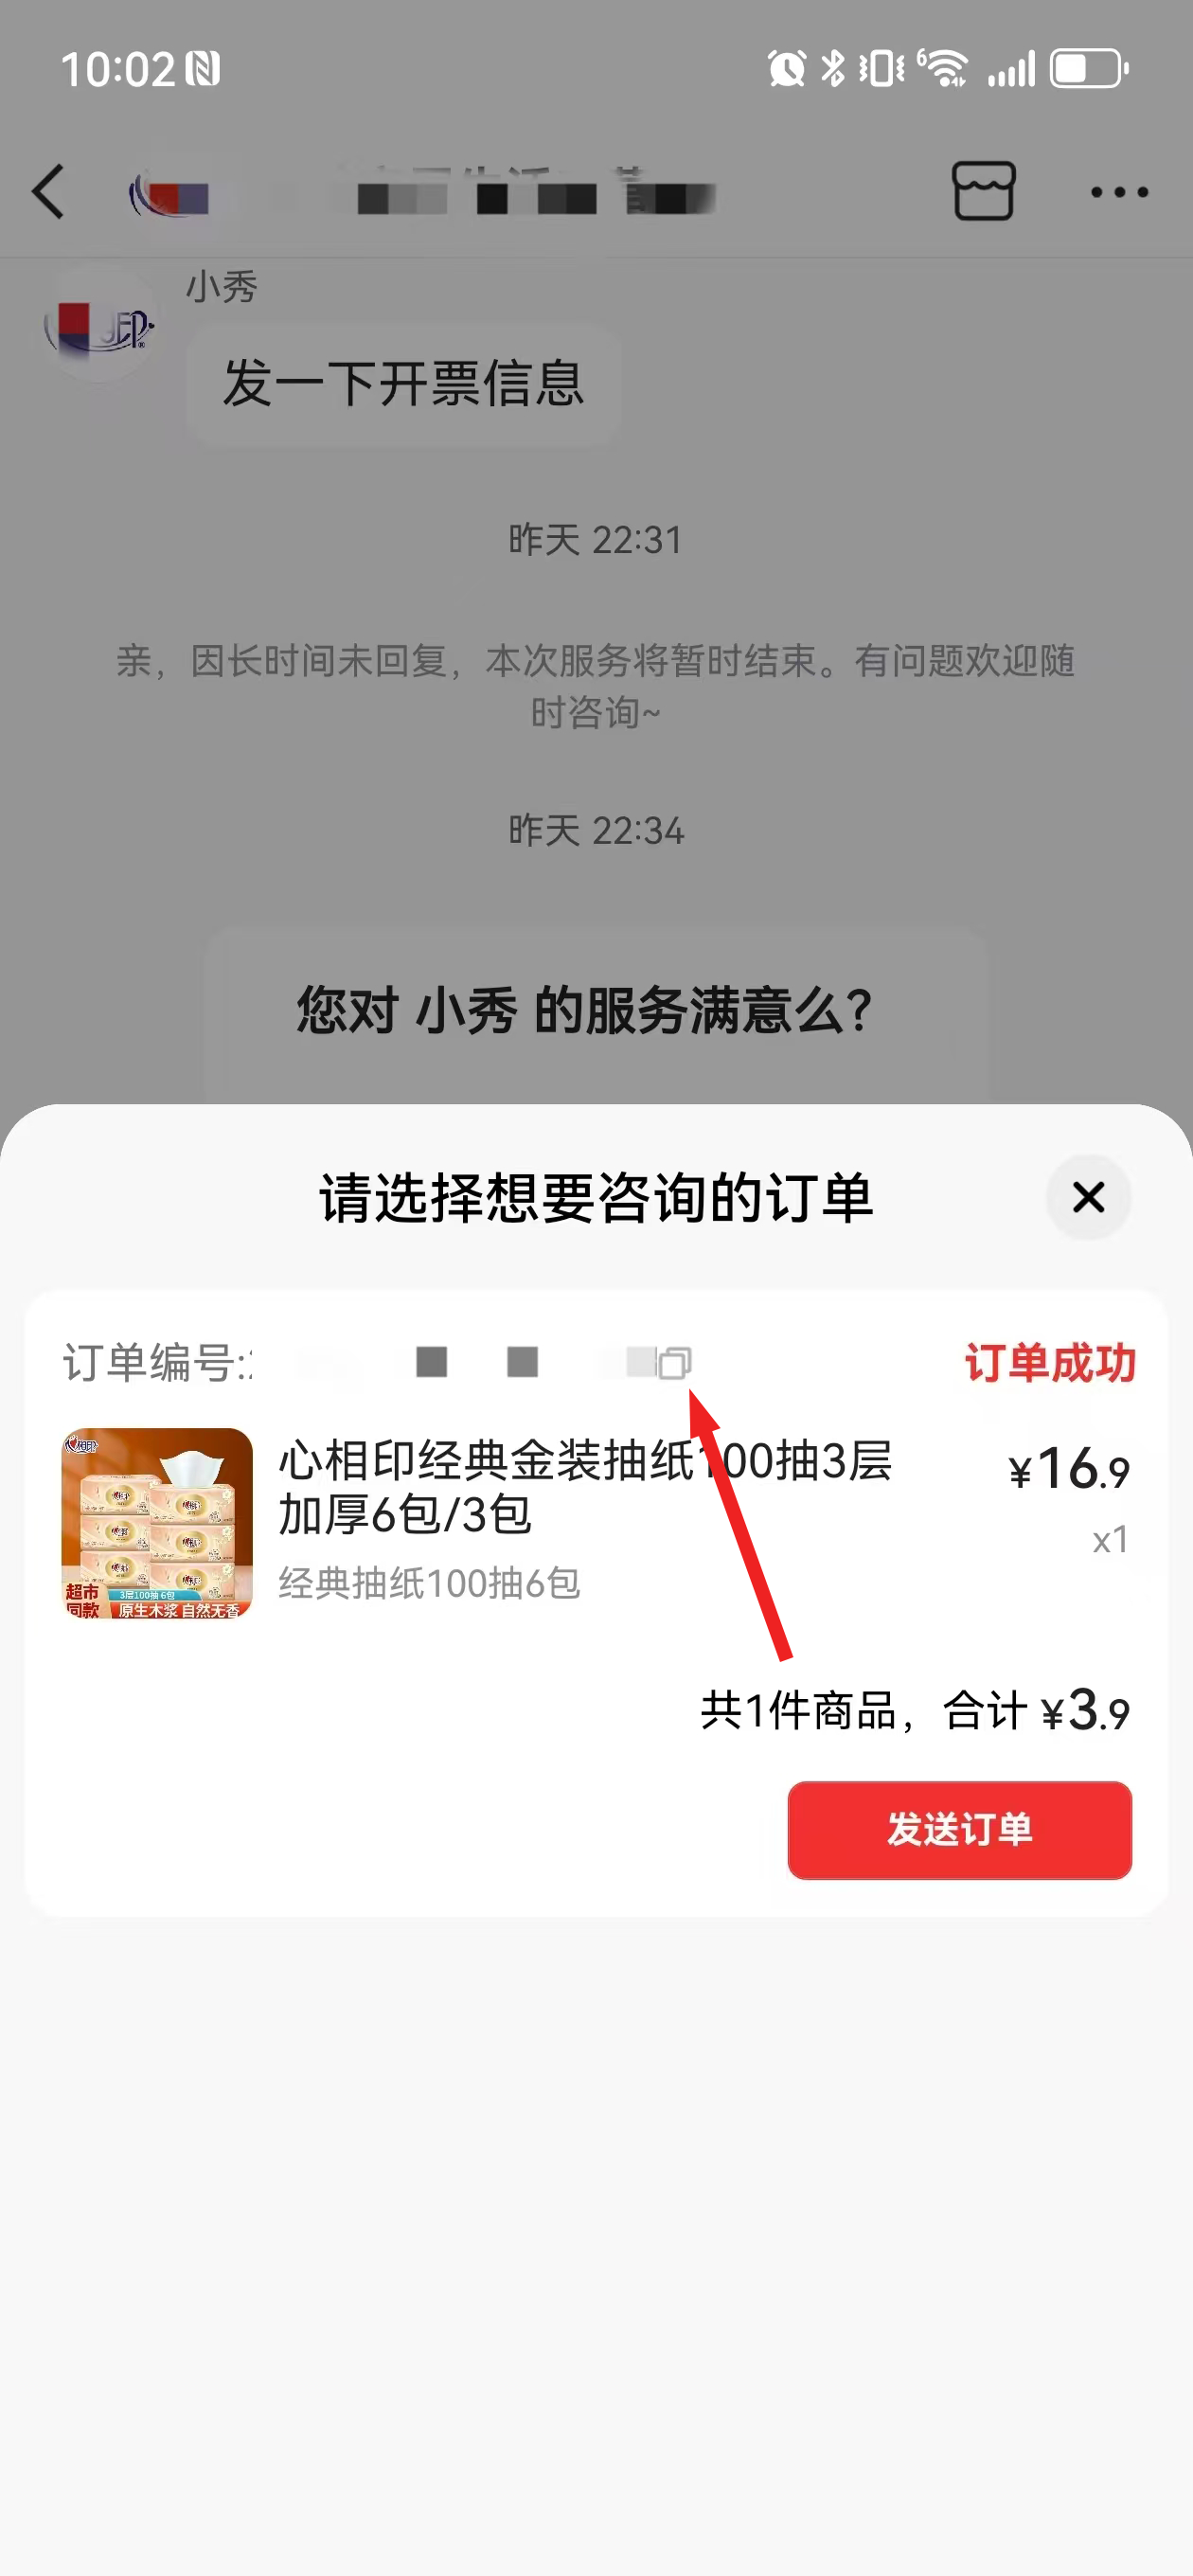 10:02
小秀
发一下开票信息
昨天 22:31
亲，因长时间未回复，本次服务将暂时结束。有问题欢迎随
时咨询~
昨天 22:34
您对 小秀 的服务满意么？
请选择想要咨询的订单
订单编号:
订单成功
心相印经典金装抽纸100抽3层
加厚6包/3包
¥16.9
x1
经典抽纸100抽6包
心相印
超市
同款
3层100抽 6包
原生木浆 自然无香
共1件商品，合计 ¥3.9
发送订单